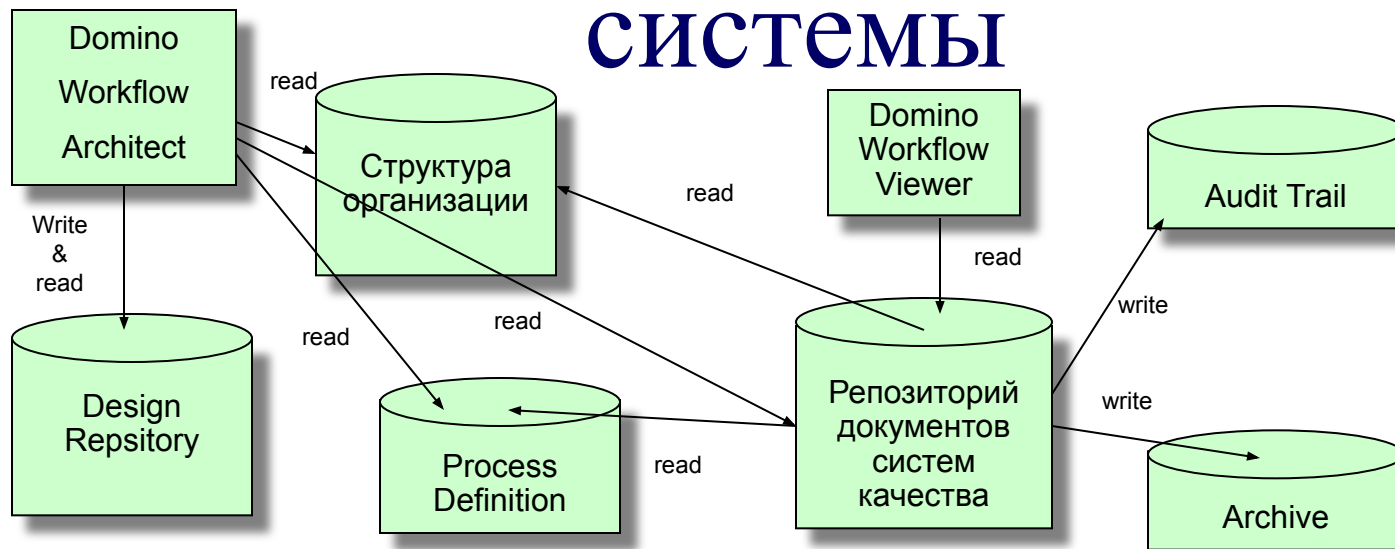 системы
Domino
Workflow
Architect
read
Структура
организации
Domino
Workflow
Viewer
read
Audit Trail
Write
&
read
read
write
read
read
Design
Repsitory
Process
Definition
read
Репозиторий
документов
систем
качества
write
Archive